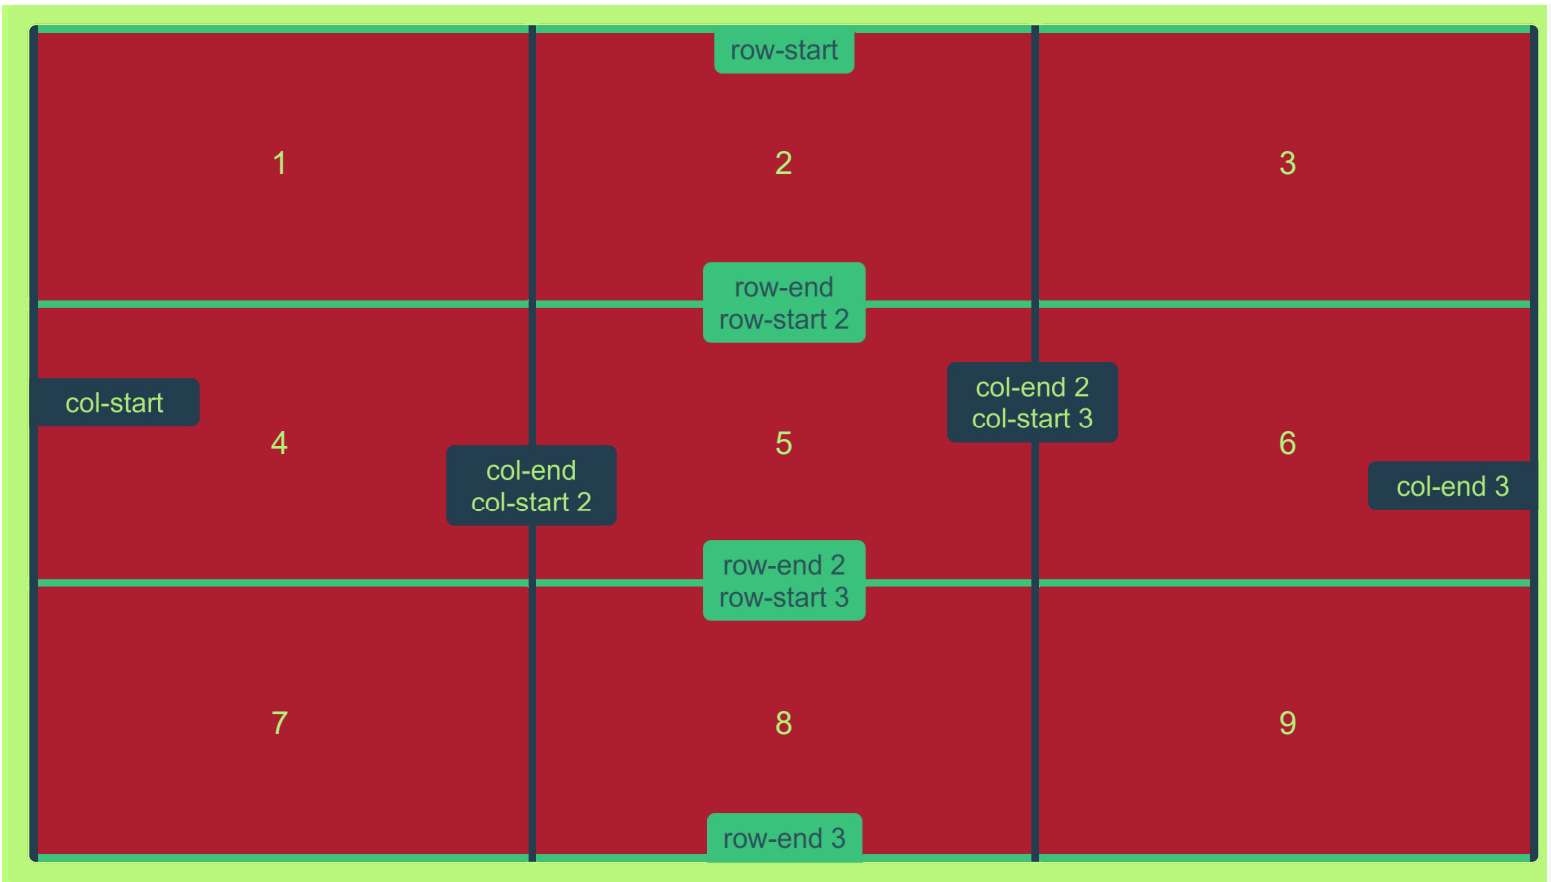 row-start
1
2
3
row-end
row-start 2
col-start
4
col-end
col-start 2
5
col-end 2
col-start 3
6
col-end 3
row-end 2
row-start 3
7
8
9
row-end 3